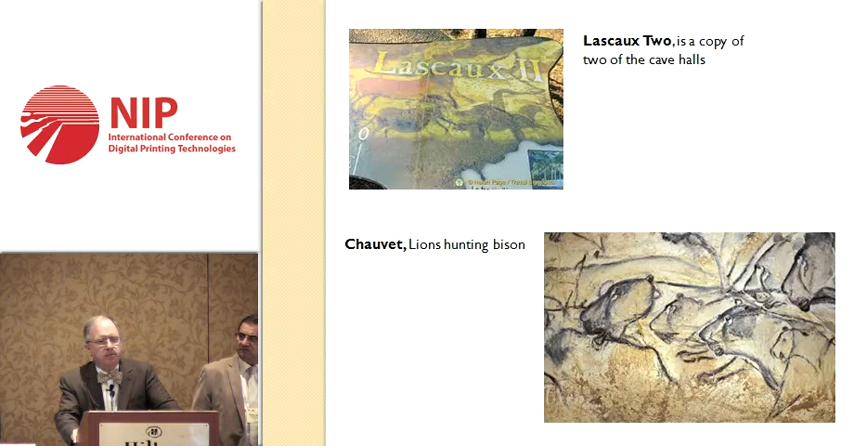 NIP
International Conference on
Digital Printing Technologies
Lascaux II
Lascaux Two, is a copy of
two of the cave halls
Chauvet, Lions hunting bison